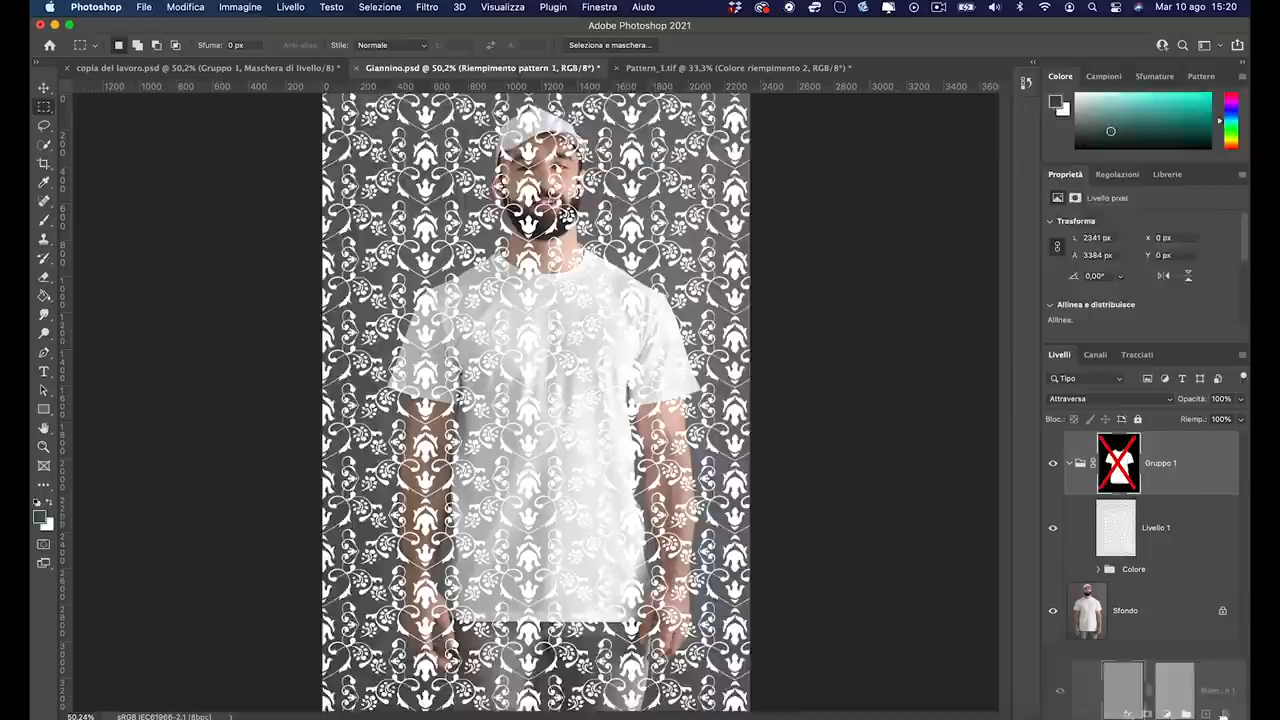 Photoshop File Modifica Immagine Livello Testo Selezione Filtro 3D Visualizza Plugin Finestra Aiuto Mar 10 ago 15:20
Adobe Photoshop 2021
Sfuma: 0 px Anti-alias. Stile: Normale L: A: Seleziona e maschera...
copia del lavoro.psd @ 50,2% (Gruppo 1, Maschera di livello/8) * Giannino.psd @ 50,2% (Riempimento pattern 1, RGB/8*) * Pattern_1.tif @ 33,3% (Colore riempimento 2, RGB/8*) *
1200 1000 800 600 400 200 0 200 400 600 800 1000 1200 1400 1600 1800 2000 2200 2400 2600 2800 3000 3200 3400 360
Colore Campioni Sfumature Pattern
Proprietà Regolazioni Librerie
Livello pixel
Trasforma
L 2341 px X 0 px
A 3384 px Y 0 px
0,00°
Allinea e distribuisce
Allinea:
Livelli Canali Tracciati
Tipo
Attraversa Opacità: 100%
Bloc.: Riemp.: 100%
Gruppo 1
Livello 1
Colore
Sfondo
50,24% sRGB IEC61966-2.1 (8bpc)